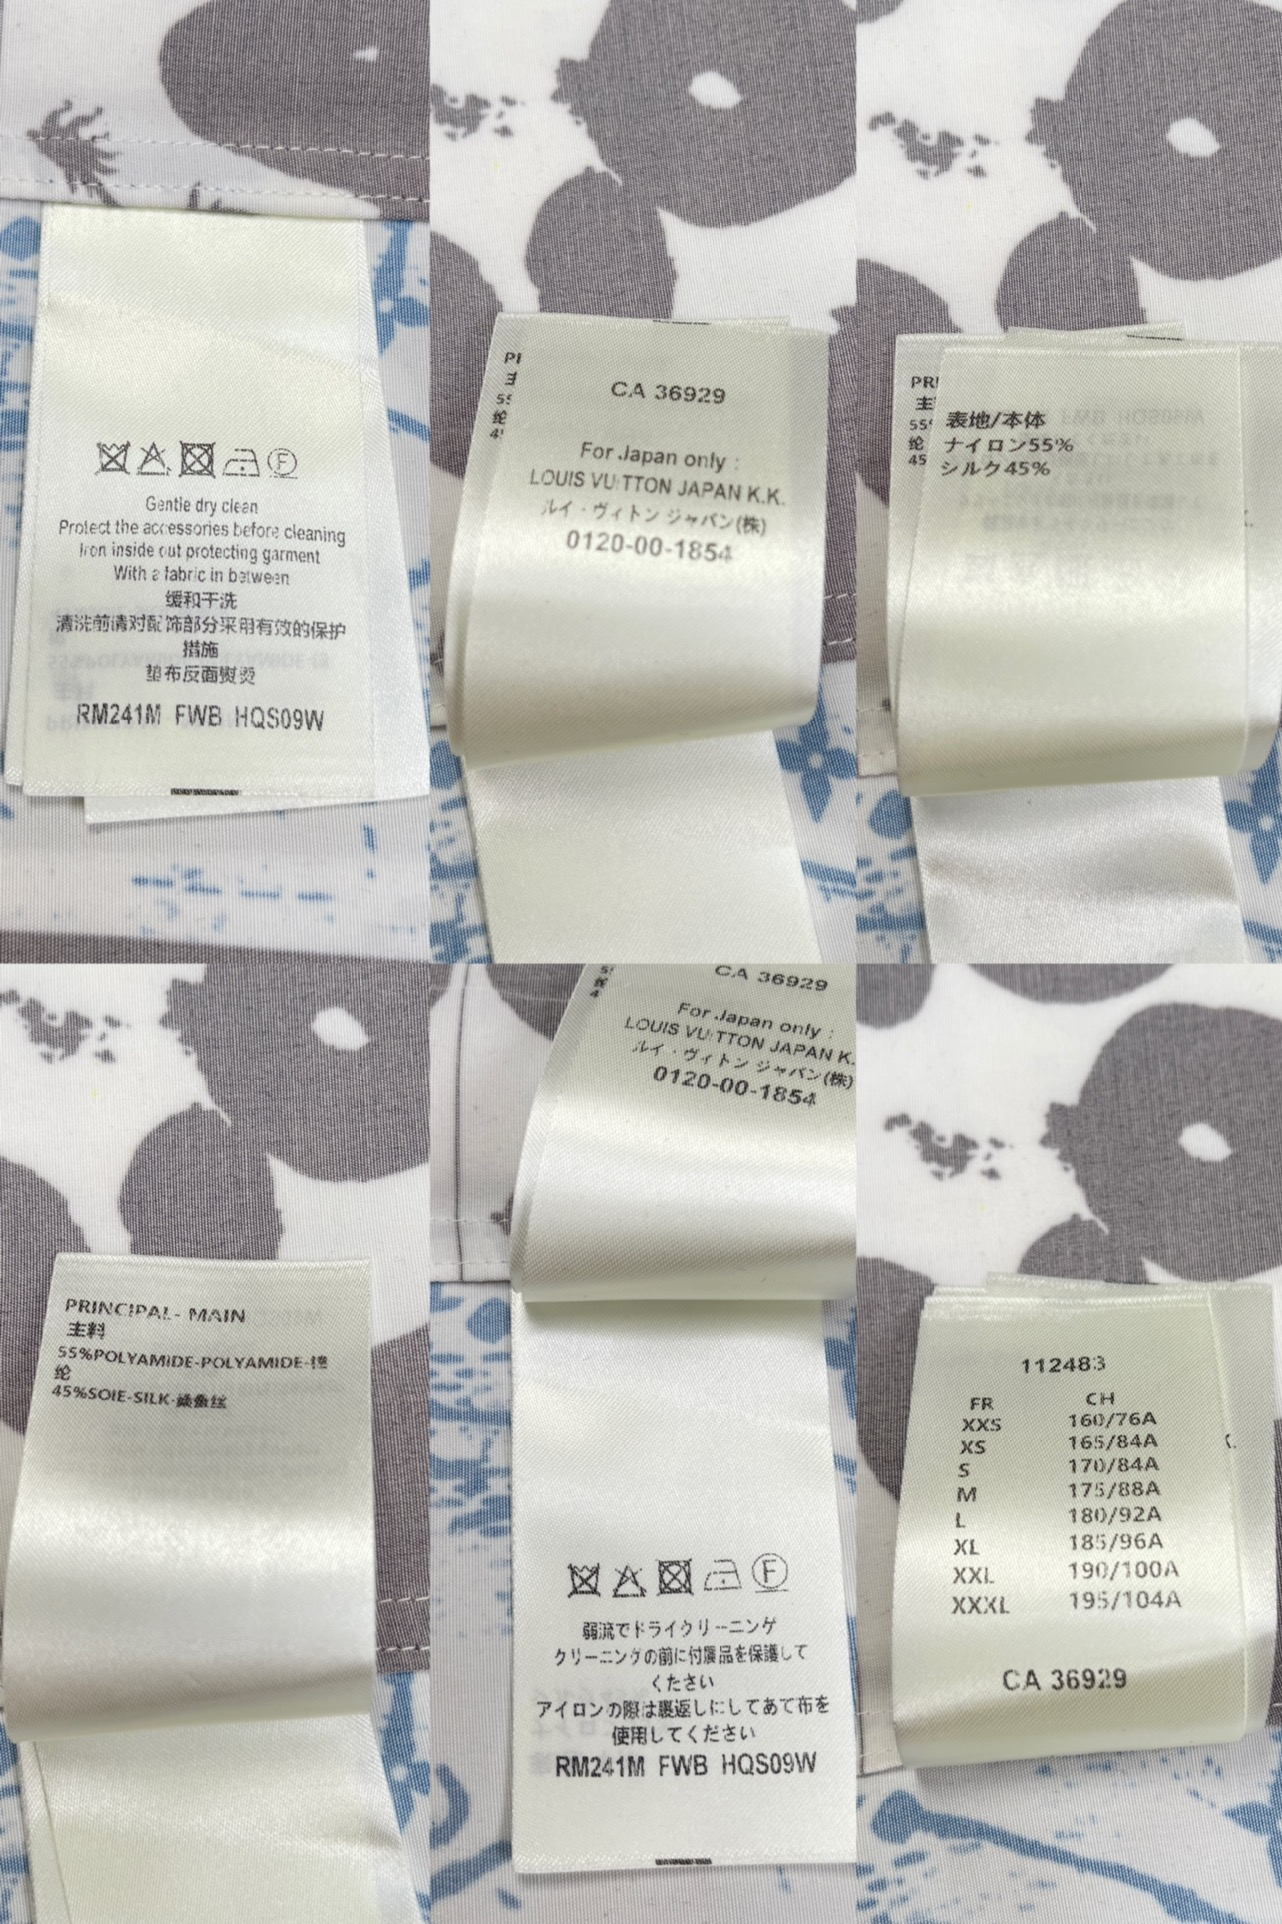 Gentle dry clean
Protect the accessories before cleaning
Iron inside out protecting garment
With a fabric in between
缓和干洗
清洗前请对配饰部分采用有效的保护
措施
垫布反面熨烫
RM241M FWB HQS09W
CA 36929
For Japan only :
LOUIS VUITTON JAPAN K.K.
ルイ・ヴィトン ジャパン(株)
0120-00-1854
表地/本体
ナイロン55%
シルク45%
PRINCIPAL- MAIN
主料
55%POLYAMIDE-POLYAMIDE-锦
纶
45%SOIE-SILK-桑蚕丝
CA 36929
For Japan only :
LOUIS VUITTON JAPAN K.
ルイ・ヴィトン ジャパン(株)
0120-00-1854
弱流でドライクリーニング
クリーニングの前に付属品を保護して
ください
アイロンの際は裏返しにしてあて布を
使用してください
RM241M FWB HQS09W
112483
FR CH
XXS 160/76A
XS 165/84A
S 170/84A
M 175/88A
L 180/92A
XL 185/96A
XXL 190/100A
XXXL 195/104A
CA 36929